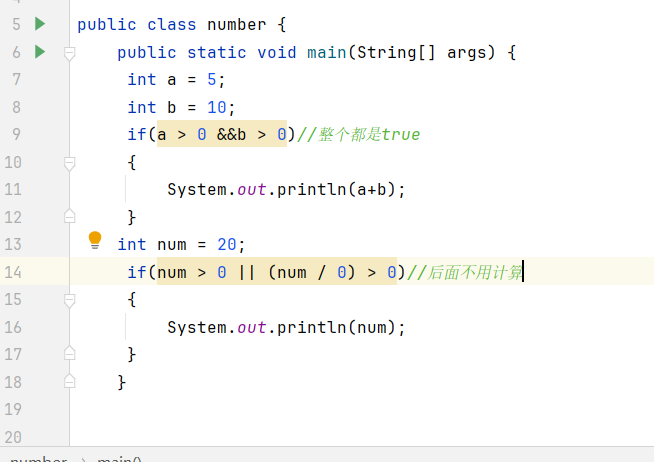 5 public class number {
6 public static void main(String[] args) {
7 int a = 5;
8 int b = 10;
9 if(a > 0 &&b > 0)//整个都是true
10 {
11 System.out.println(a+b);
12 }
13 int num = 20;
14 if(num > 0 || (num / 0) > 0)//后面不用计算
15 {
16 System.out.println(num);
17 }
18 }
19
20
number > main()